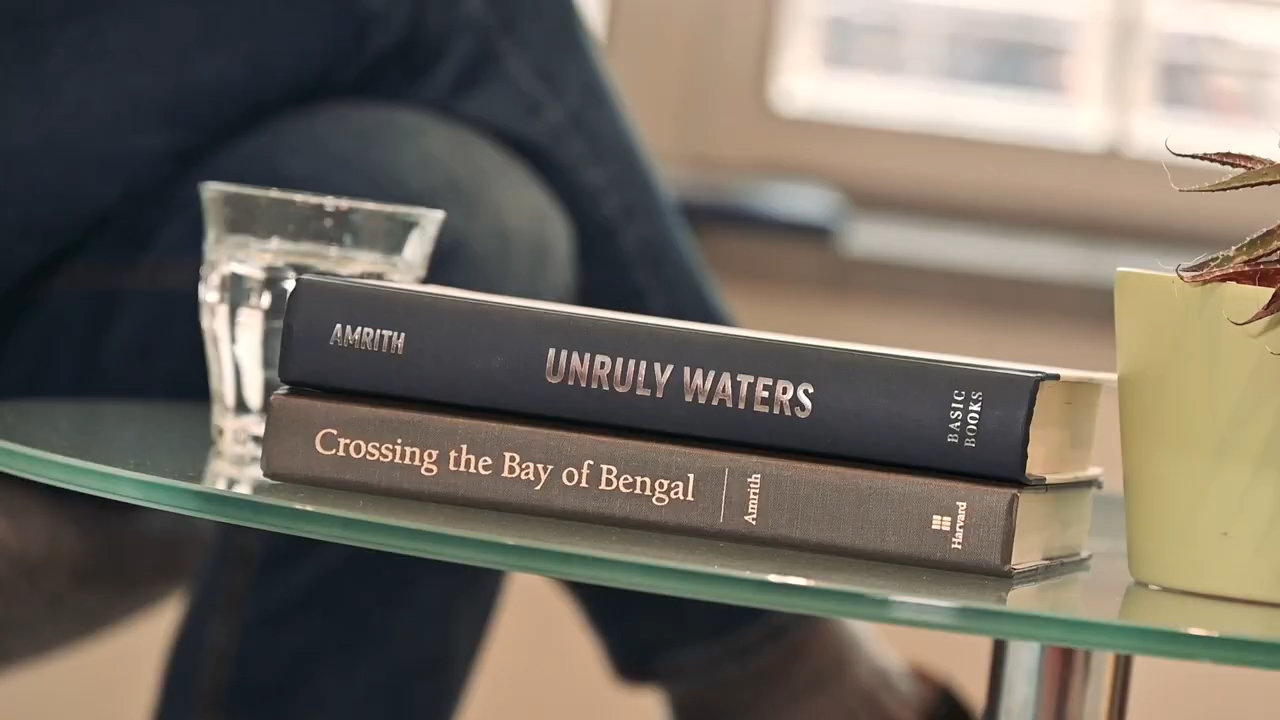 AMRITH
UNRULY WATERS
BASIC
BOOKS
Crossing the Bay of Bengal
Amrith
Harvard